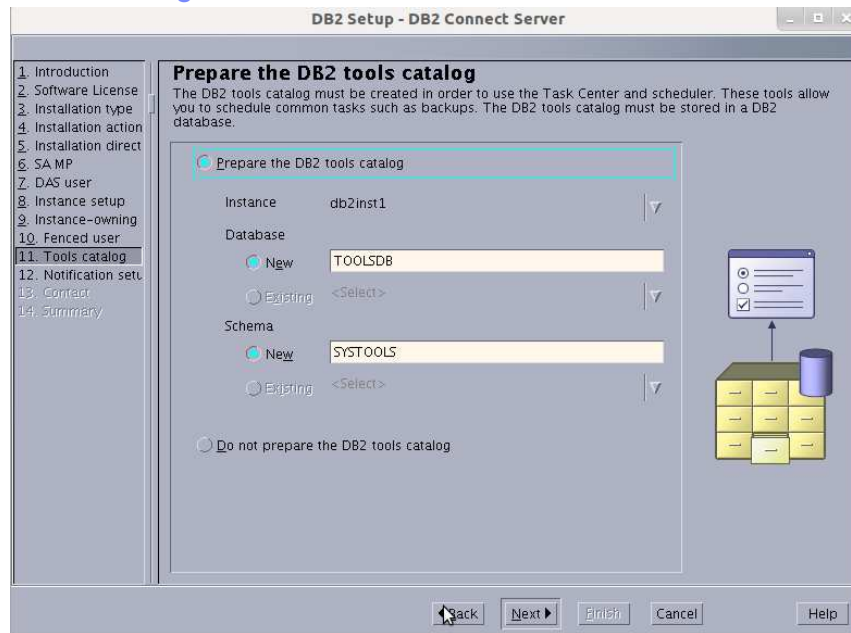 DB2 Setup - DB2 Connect Server
1. Introduction
2. Software License
3. Installation type
4. Installation action
5. Installation direct
6. SA MP
7. DAS user
8. Instance setup
9. Instance-owning
10. Fenced user
11. Tools catalog
12. Notification setu
13. Contact
14. Summary
Prepare the DB2 tools catalog
The DB2 tools catalog must be created in order to use the Task Center and scheduler. These tools allow
you to schedule common tasks such as backups. The DB2 tools catalog must be stored in a DB2
database.
Prepare the DB2 tools catalog
Instance db2inst1
Database
New TOOLSDB
Existing <Select>
Schema
New SYSTOOLS
Existing <Select>
Do not prepare the DB2 tools catalog
Back Next Finish Cancel Help